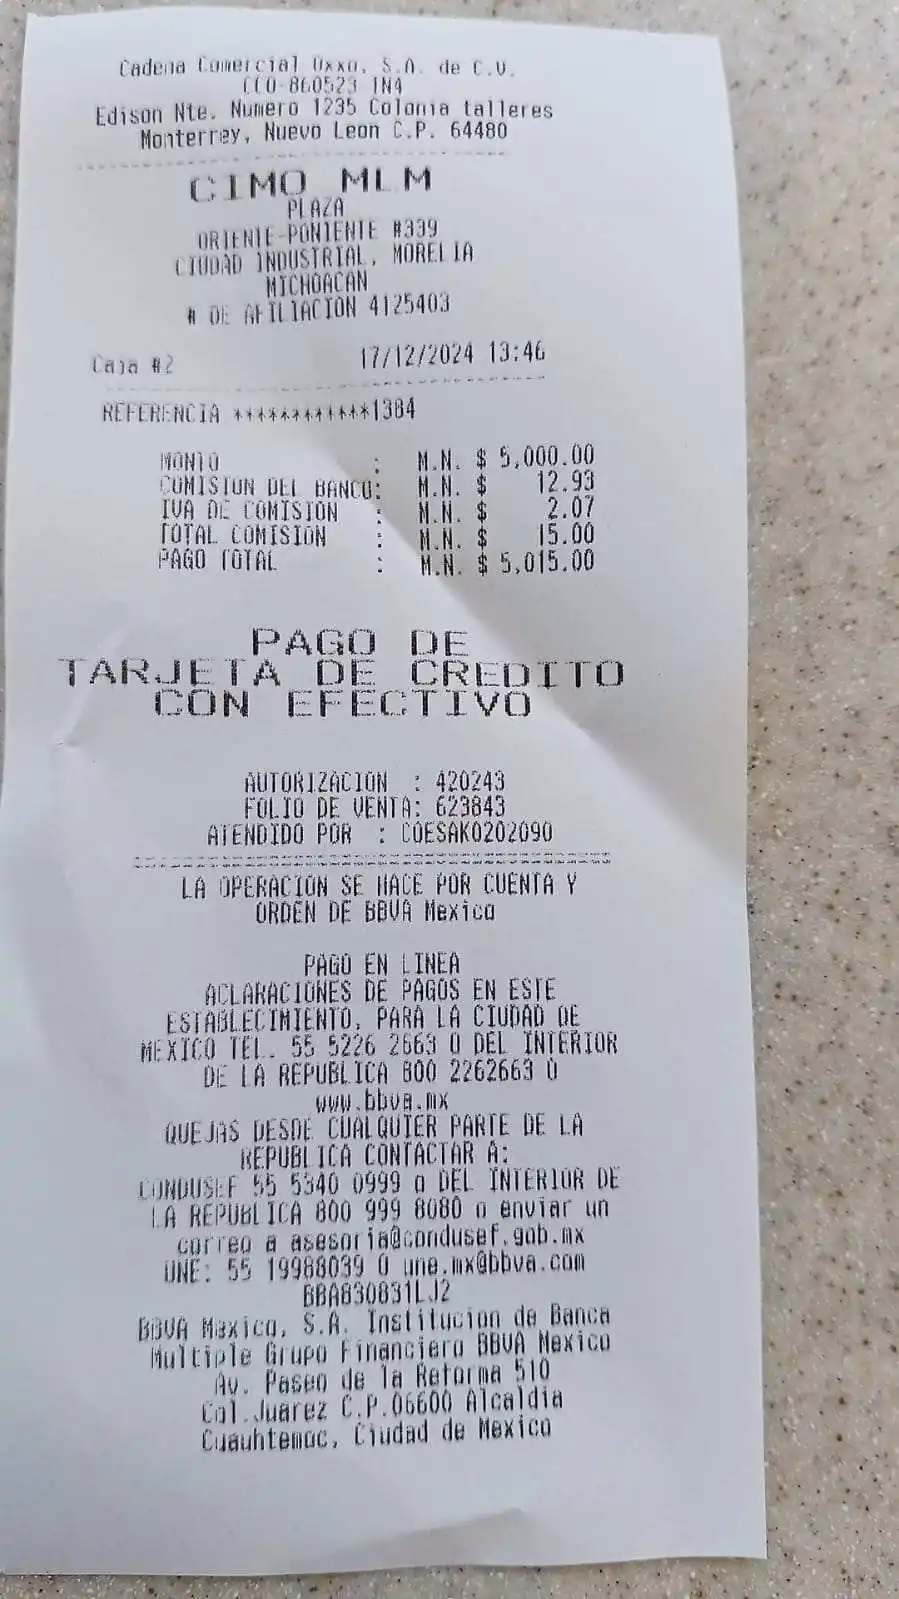 Cadena Comercial Oxxo, S.A. de C.V.
CCO-860523 1N4
Edison Nte. Numero 1235 Colonia talleres
Monterrey, Nuevo Leon C.P. 64480
CIMO MLM
PLAZA
ORIENTE-PONIENTE #339
CIUDAD INDUSTRIAL, MORELIA
MICHOACAN
# DE AFILIACION 4125403
Caja #2 17/12/2024 13:46
REFERENCIA ************1384
MONTO : M.N. $ 5,000.00
COMISION DEL BANCO: M.N. $ 12.93
IVA DE COMISION : M.N. $ 2.07
TOTAL COMISION : M.N. $ 15.00
PAGO TOTAL : M.N. $ 5,015.00
PAGO DE
TARJETA DE CREDITO
CON EFECTIVO
AUTORIZACION : 420243
FOLIO DE VENTA: 623843
ATENDIDO POR : COESAK0202090
LA OPERACION SE HACE POR CUENTA Y
ORDEN DE BBVA Mexico
PAGO EN LINEA
ACLARACIONES DE PAGOS EN ESTE
ESTABLECIMIENTO, PARA LA CIUDAD DE
MEXICO TEL. 55 5226 2663 O DEL INTERIOR
DE LA REPUBLICA 800 2262663 O
www.bbva.mx
QUEJAS DESDE CUALQUIER PARTE DE LA
REPUBLICA CONTACTAR A:
CONDUSEF 55 5340 0999 o DEL INTERIOR DE
LA REPUBLICA 800 999 8080 o enviar un
correo a asesoria@condusef.gob.mx
UNE: 55 19988039 O une.mx@bbva.com
BBA830831LJ2
BBVA Mexico, S.A. Institucion de Banca
Multiple Grupo Financiero BBVA Mexico
Av. Paseo de la Reforma 510
Col.Juarez C.P.06600 Alcaldia
Cuauhtemoc, Ciudad de Mexico